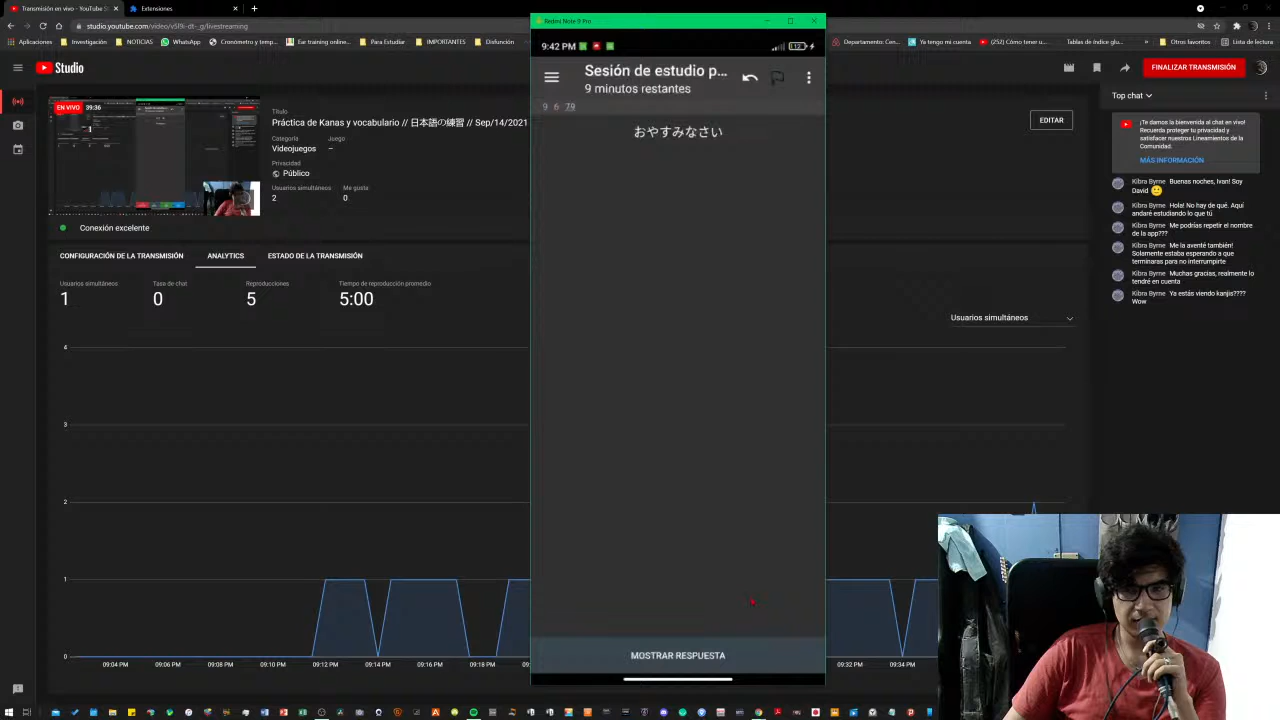 Transmisión en vivo - YouTube S
Extensiones
studio.youtube.com/video/v5l9i-dt-_g/livestreaming
Aplicaciones
Investigación
NOTICIAS
WhatsApp
Cronómetro y temp...
Ear training online...
Para Estudiar
IMPORTANTES
Disfunción
Departamento: Cen...
Ya tengo mi cuenta
(252) Cómo tener u...
Tablas de índice glu...
Otros favoritos
Lista de lectura
Studio
FINALIZAR TRANSMISIÓN
EN VIVO
39:36
Título
Práctica de Kanas y vocabulario // 日本語の練習 // Sep/14/2021
Categoría
Juego
Videojuegos
–
Privacidad
Público
Usuarios simultáneos
Me gusta
2
0
EDITAR
Conexión excelente
CONFIGURACIÓN DE LA TRANSMISIÓN
ANALYTICS
ESTADO DE LA TRANSMISIÓN
Usuarios simultáneos
Tasa de chat
Reproducciones
Tiempo de reproducción promedio
1
0
5
5:00
Usuarios simultáneos
4
3
2
1
0
09:04 PM
09:06 PM
09:08 PM
09:10 PM
09:12 PM
09:14 PM
09:16 PM
09:18 PM
09:32 PM
09:34 PM
Redmi Note 9 Pro
9:42 PM
Sesión de estudio p...
9 minutos restantes
9 6 79
おやすみなさい
MOSTRAR RESPUESTA
Top chat
¡Te damos la bienvenida al chat en vivo!
Recuerda proteger tu privacidad y
satisfacer nuestros Lineamientos de la
Comunidad.
MÁS INFORMACIÓN
Kibra Byrne Buenas noches, Ivan! Soy
David
Kibra Byrne Hola! No hay de qué. Aquí
andaré estudiando lo que tú
Kibra Byrne Me podrías repetir el nombre
de la app???
Kibra Byrne Me la aventé también!
Solamente estaba esperando a que
terminaras para no interrumpirte
Kibra Byrne Muchas gracias, realmente lo
tendré en cuenta
Kibra Byrne Ya estás viendo kanjis????
Wow